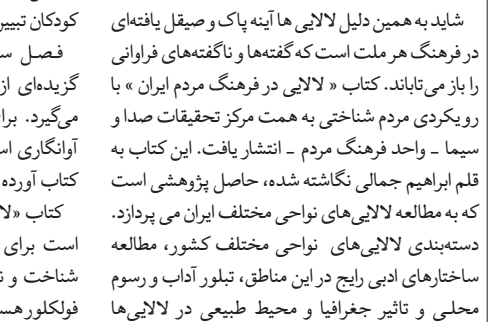 شاید به همین دلیل لالایی ها آینه پاک و صیقل یافته‌ای
در فرهنگ هر ملت است که گفته‌ها و ناگفته‌های فراوانی
را باز می‌تاباند. کتاب « لالایی در فرهنگ مردم ایران » با
رویکردی مردم شناختی به همت مرکز تحقیقات صدا و
سیما ـ واحد فرهنگ مردم ـ انتشار یافت. این کتاب به
قلم ابراهیم جمالی نگاشته شده، حاصل پژوهشی است
که به مطالعه لالایی‌های نواحی مختلف ایران می پردازد.
دسته‌بندی لالایی‌های نواحی مختلف کشور، مطالعه
ساختارهای ادبی رایج در این مناطق، تبلور آداب و رسوم
محلی و تاثیر جغرافیا و محیط طبیعی در لالایی‌ها
کودکان تبیین
فصل س
گزیده‌ای از
می‌گیرد. برا
آوانگاری اس
کتاب آورده
کتاب «لا
است برای
شناخت و ن
فولکلور هست